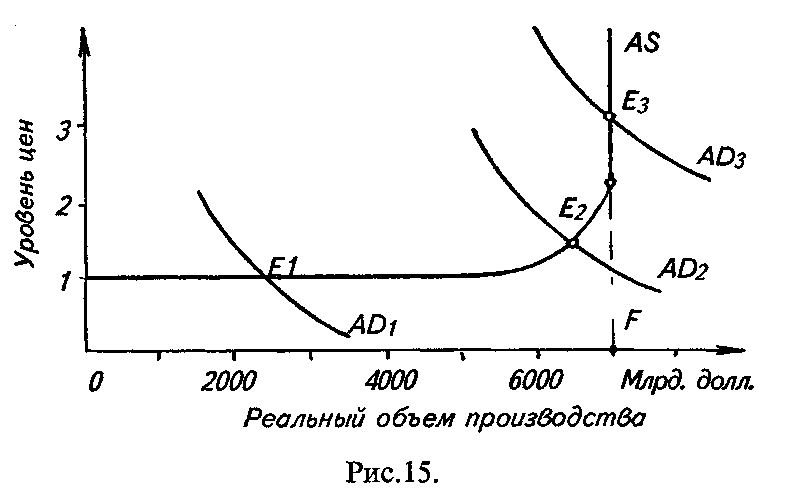 Уровень цен
3
2
1
AS
E3
AD3
E2
AD2
E1
AD1
F
0 2000 4000 6000 Млрд. долл.
Реальный объем производства
Рис.15.